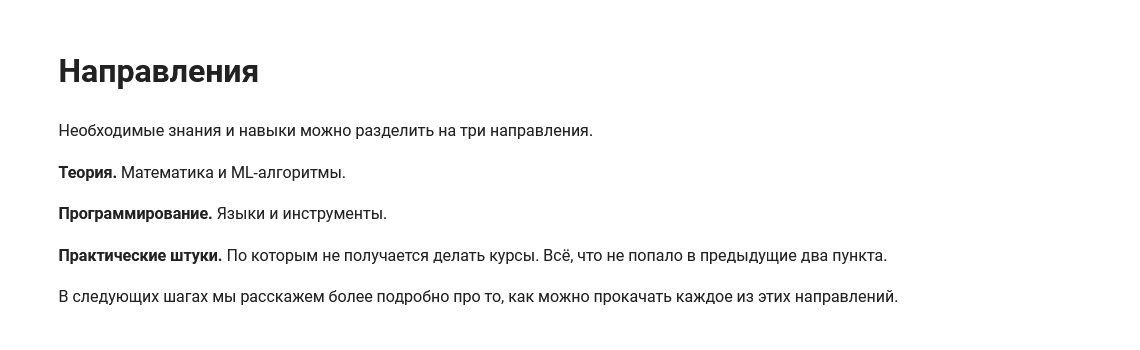 Направления
Необходимые знания и навыки можно разделить на три направления.
Теория. Математика и ML-алгоритмы.
Программирование. Языки и инструменты.
Практические штуки. По которым не получается делать курсы. Всё, что не попало в предыдущие два пункта.
В следующих шагах мы расскажем более подробно про то, как можно прокачать каждое из этих направлений.